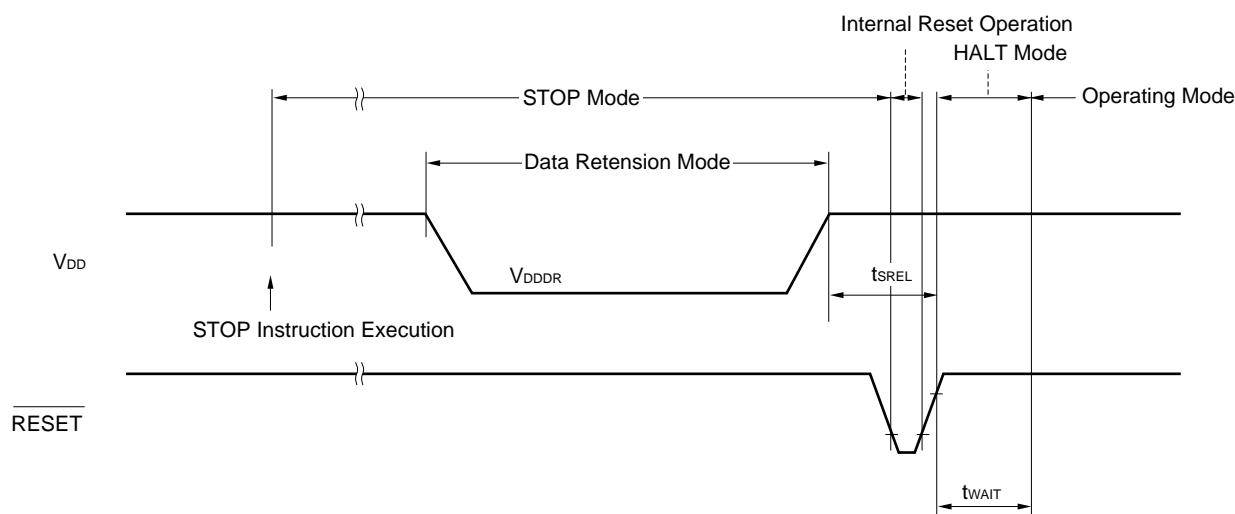 Internal Reset Operation
HALT Mode
STOP Mode
Operating Mode
Data Retension Mode
VDD
VDDDR
tSREL
STOP Instruction Execution
RESET
tWAIT